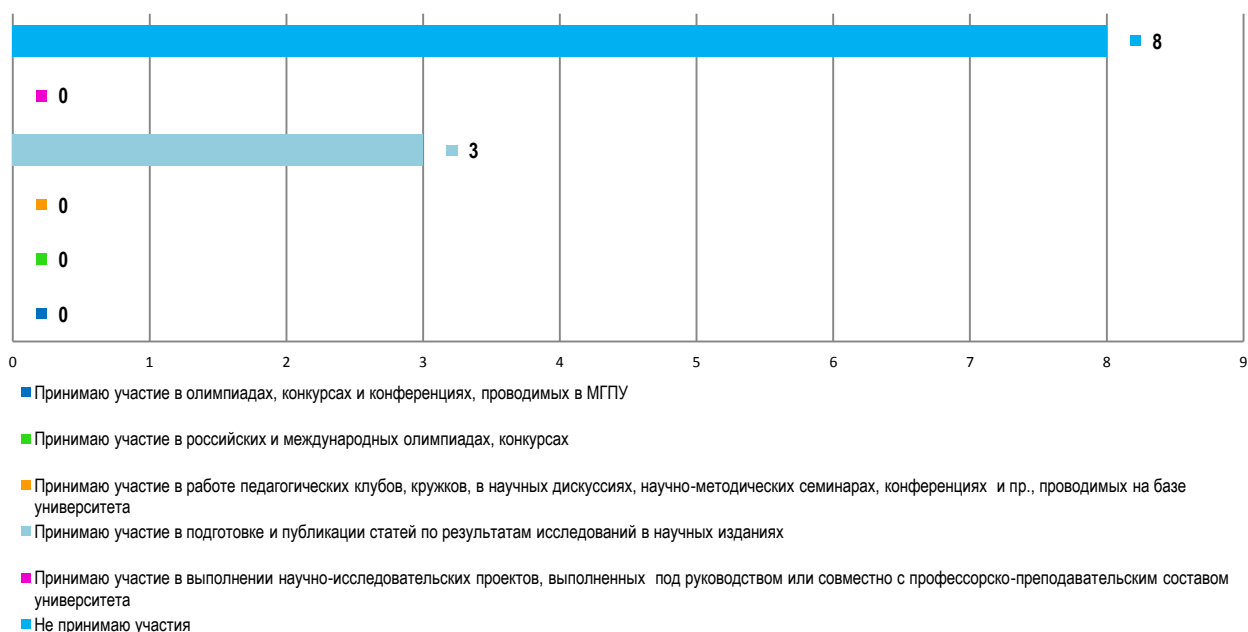 8
0
3
0
0
0
0 1 2 3 4 5 6 7 8 9
Принимаю участие в олимпиадах, конкурсах и конференциях, проводимых в МГПУ
Принимаю участие в российских и международных олимпиадах, конкурсах
Принимаю участие в работе педагогических клубов, кружков, в научных дискуссиях, научно-методических семинарах, конференциях и пр., проводимых на базе
университета
Принимаю участие в подготовке и публикации статей по результатам исследований в научных изданиях
Принимаю участие в выполнении научно-исследовательских проектов, выполненных под руководством или совместно с профессорско-преподавательским составом
университета
Не принимаю участия